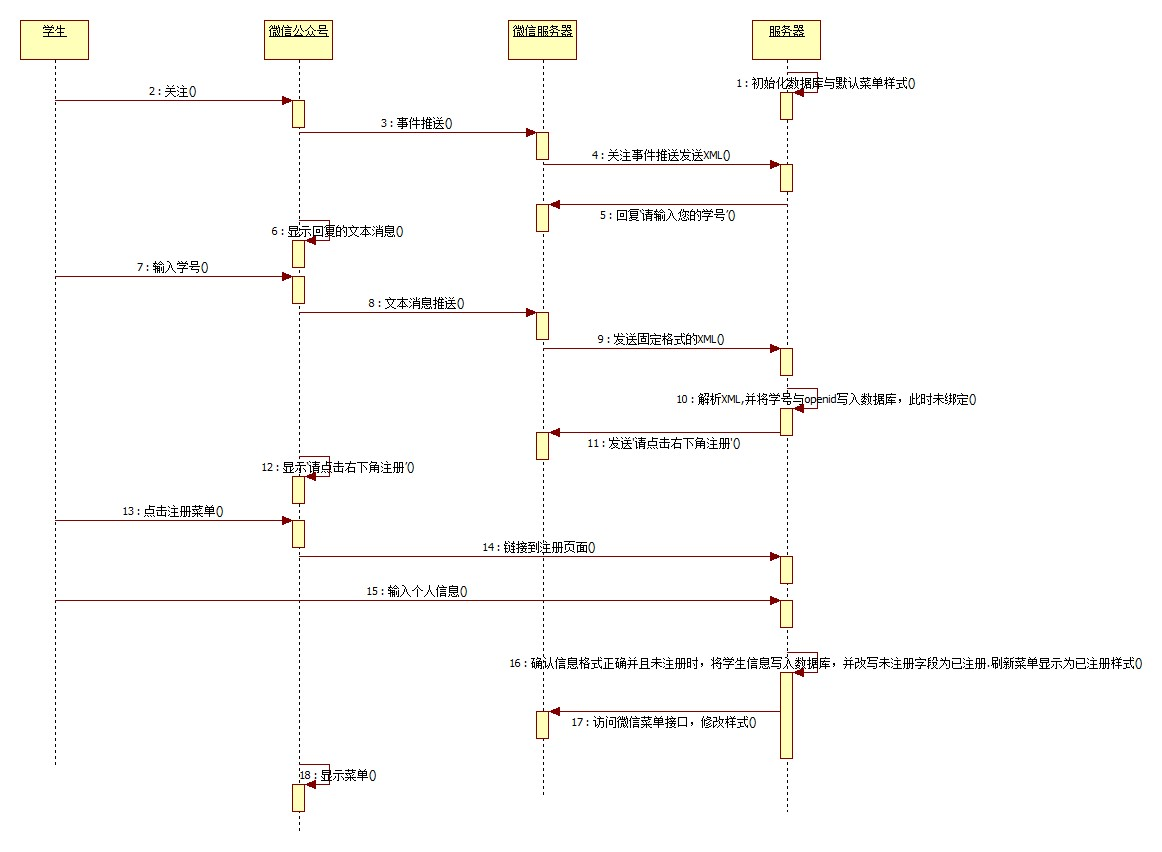 学生
微信公众号
微信服务器
服务器
1 : 初始化数据库与默认菜单样式()
2 : 关注()
3 : 事件推送()
4 : 关注事件推送发送XML()
5 : 回复'请输入您的学号'()
6 : 显示回复的文本消息()
7 : 输入学号()
8 : 文本消息推送()
9 : 发送固定格式的XML()
10 : 解析XML,并将学号与openid写入数据库，此时未绑定()
11 : 发送'请点击右下角注册'()
12 : 显示'请点击右下角注册'()
13 : 点击注册菜单()
14 : 链接到注册页面()
15 : 输入个人信息()
16 : 确认信息格式正确并且未注册时，将学生信息写入数据库，并改写未注册字段为已注册.刷新菜单显示为已注册样式()
17 : 访问微信菜单接口，修改样式()
18 : 显示菜单()